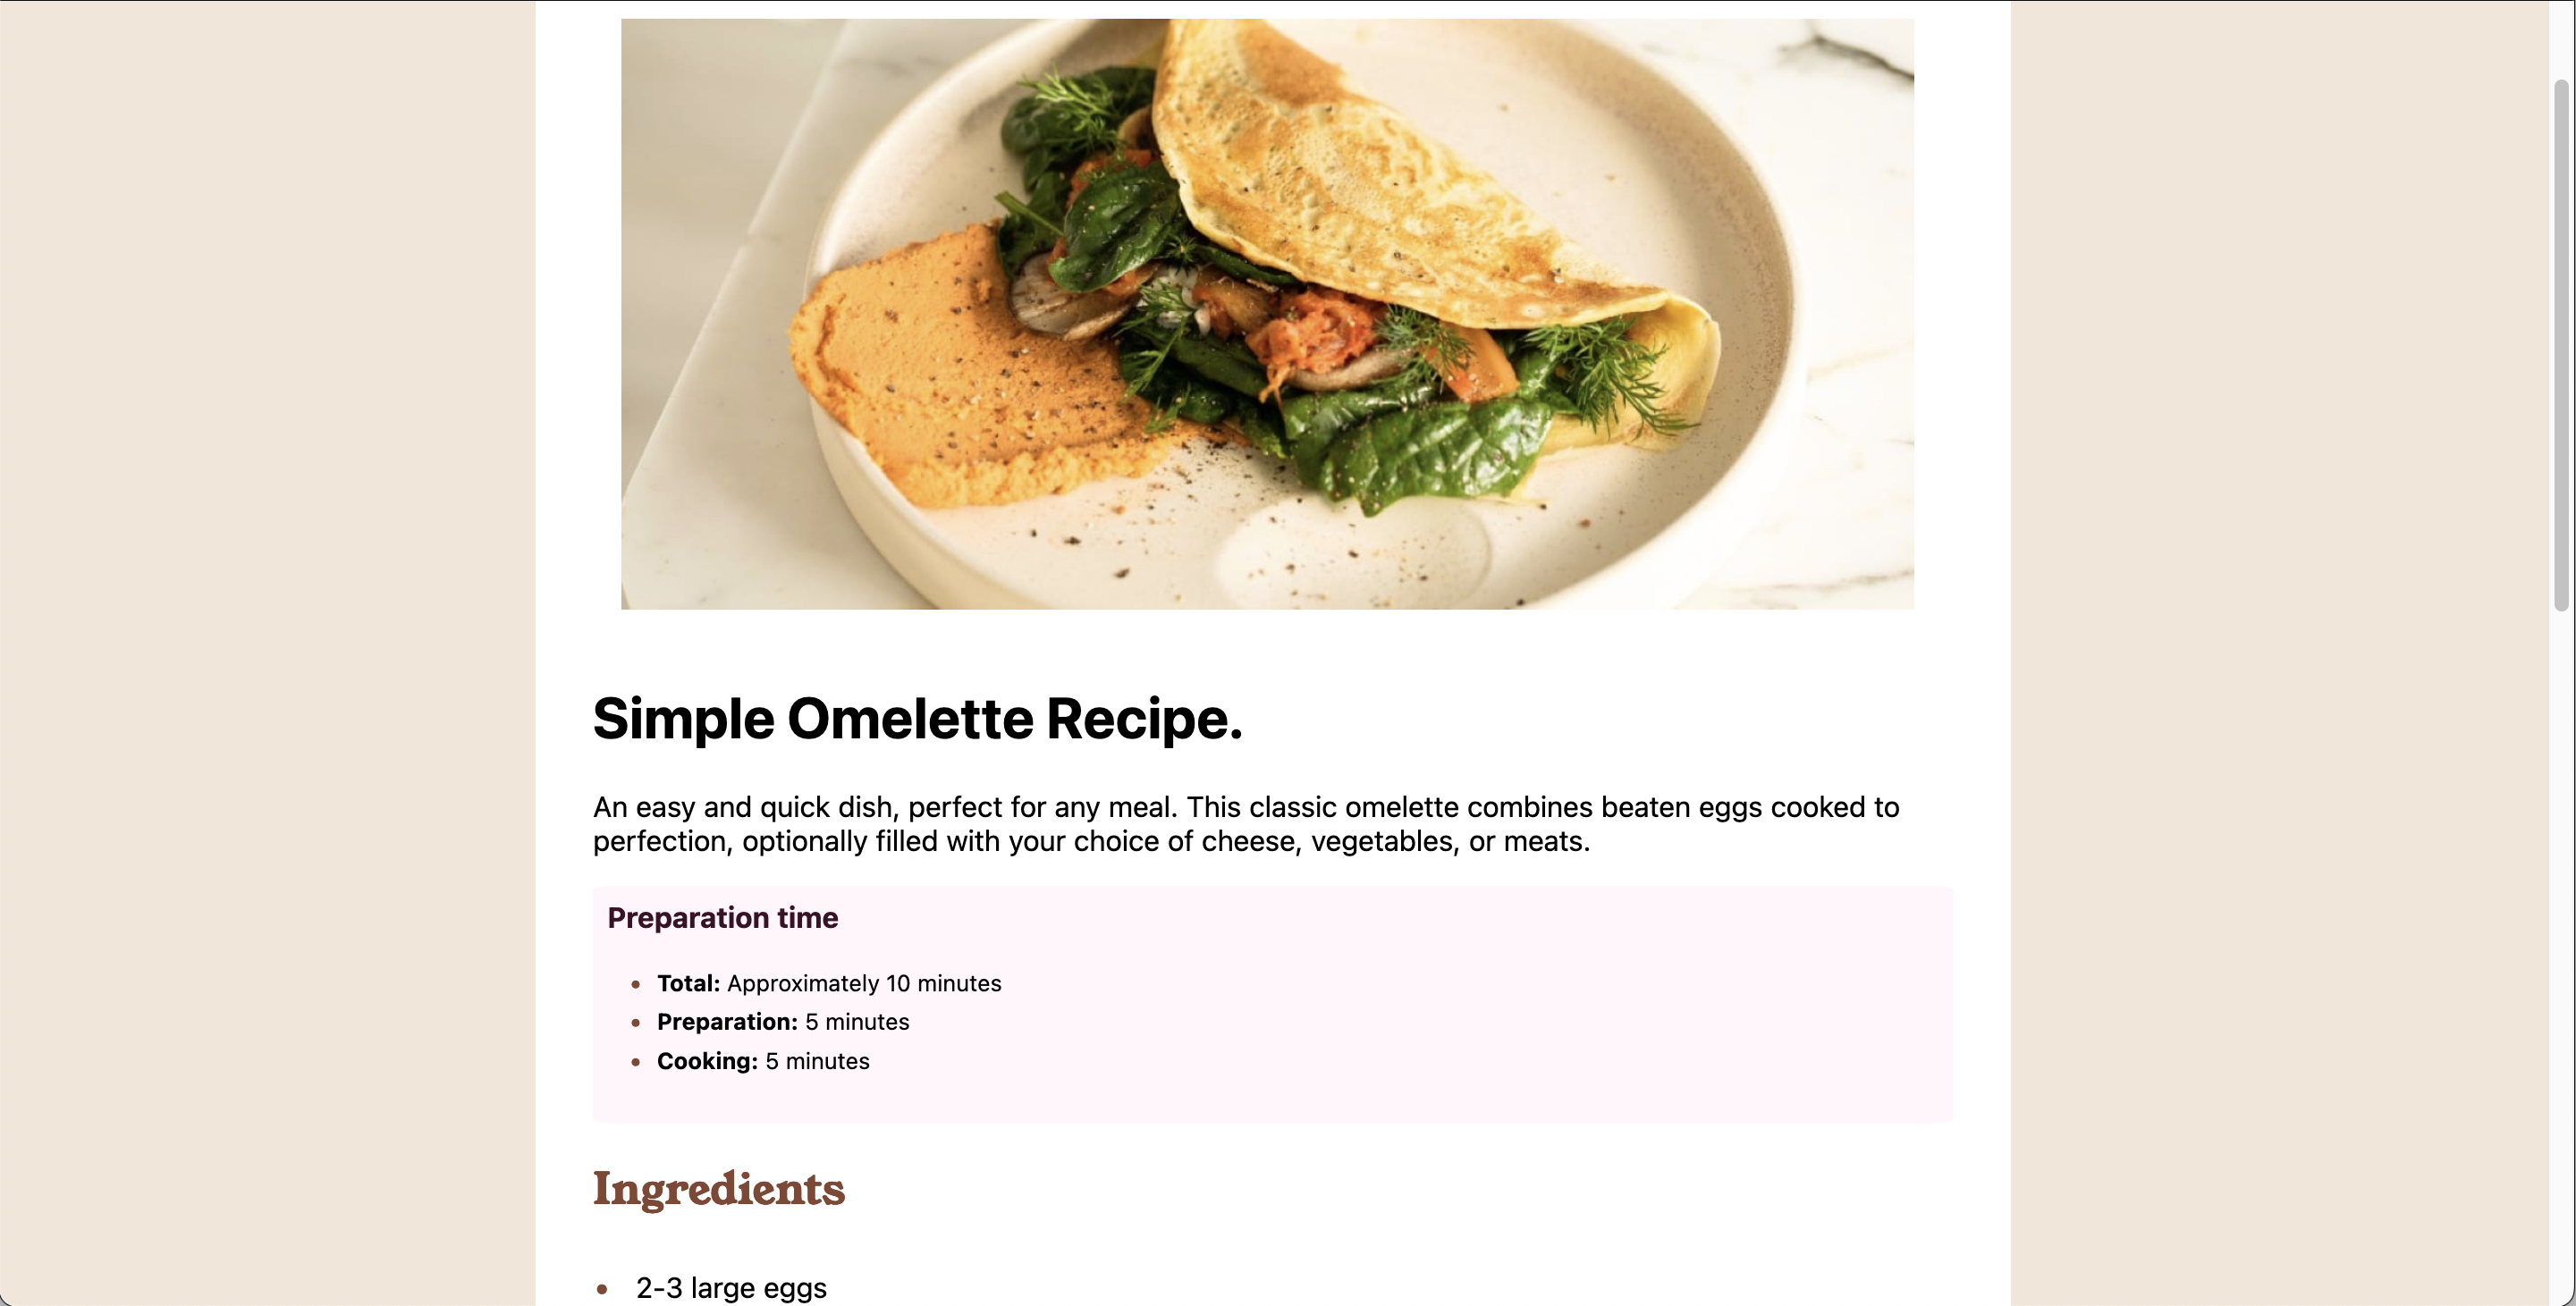 Simple Omelette Recipe.
An easy and quick dish, perfect for any meal. This classic omelette combines beaten eggs cooked to
perfection, optionally filled with your choice of cheese, vegetables, or meats.
Preparation time
• Total: Approximately 10 minutes
• Preparation: 5 minutes
• Cooking: 5 minutes
Ingredients
• 2-3 large eggs